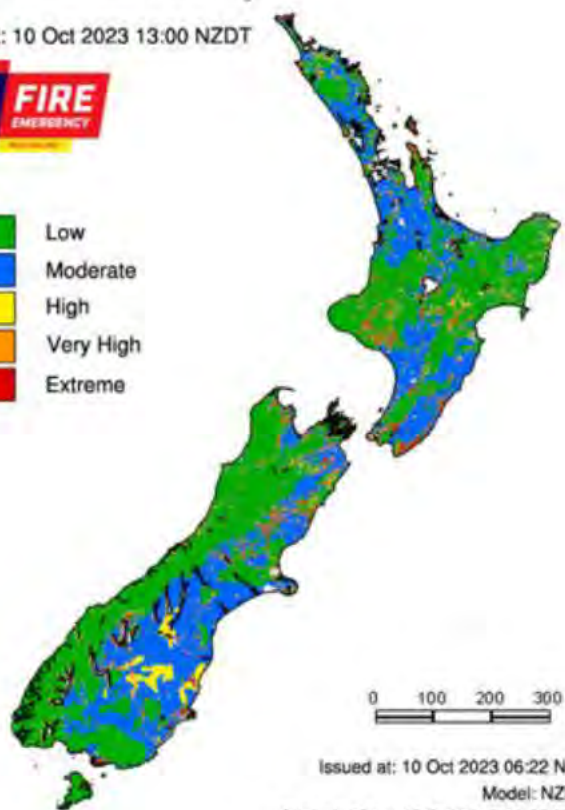 : 10 Oct 2023 13:00 NZDT
FIRE
EMERGENCY
Low
Moderate
High
Very High
Extreme
0 100 200 300
Issued at: 10 Oct 2023 06:22 N
Model: NZ